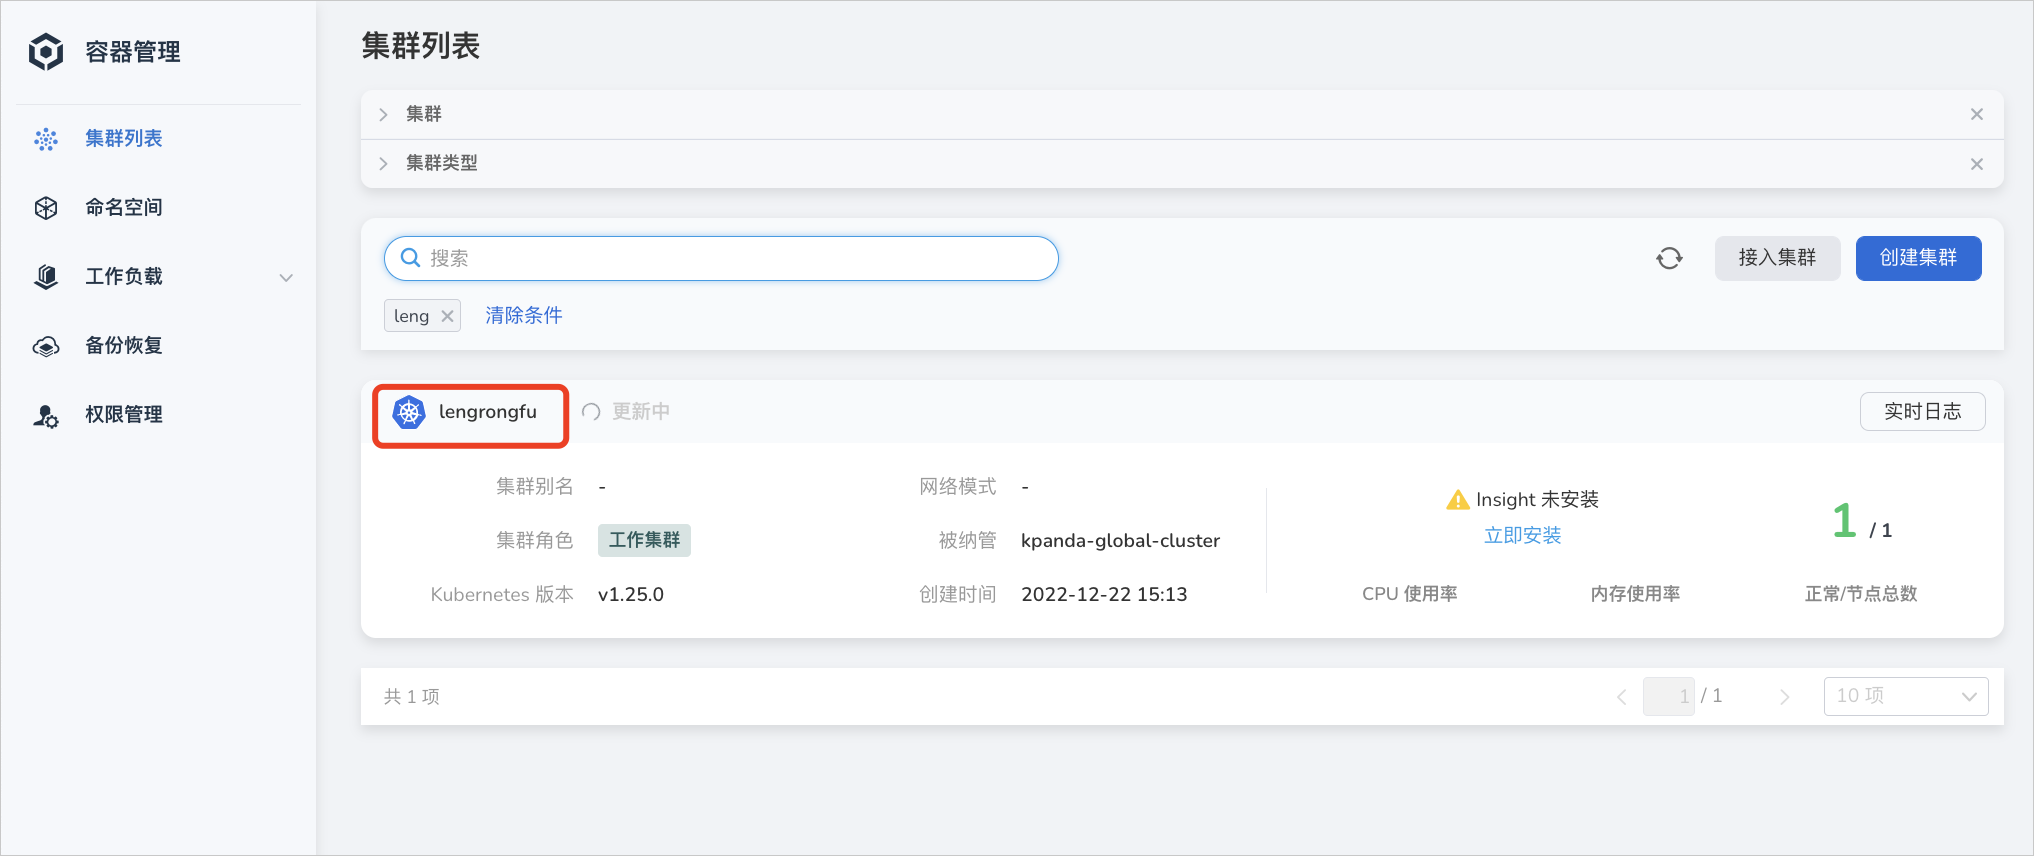 容器管理
集群列表
命名空间
工作负载
备份恢复
权限管理
集群列表
集群
集群类型
搜索
接入集群
创建集群
leng
清除条件
lengrongfu
更新中
实时日志
集群别名 -
网络模式 -
集群角色 工作集群
被纳管 kpanda-global-cluster
Kubernetes 版本 v1.25.0
创建时间 2022-12-22 15:13
Insight 未安装
立即安装
1 / 1
CPU 使用率
内存使用率
正常/节点总数
共 1 项
1 / 1
10 项